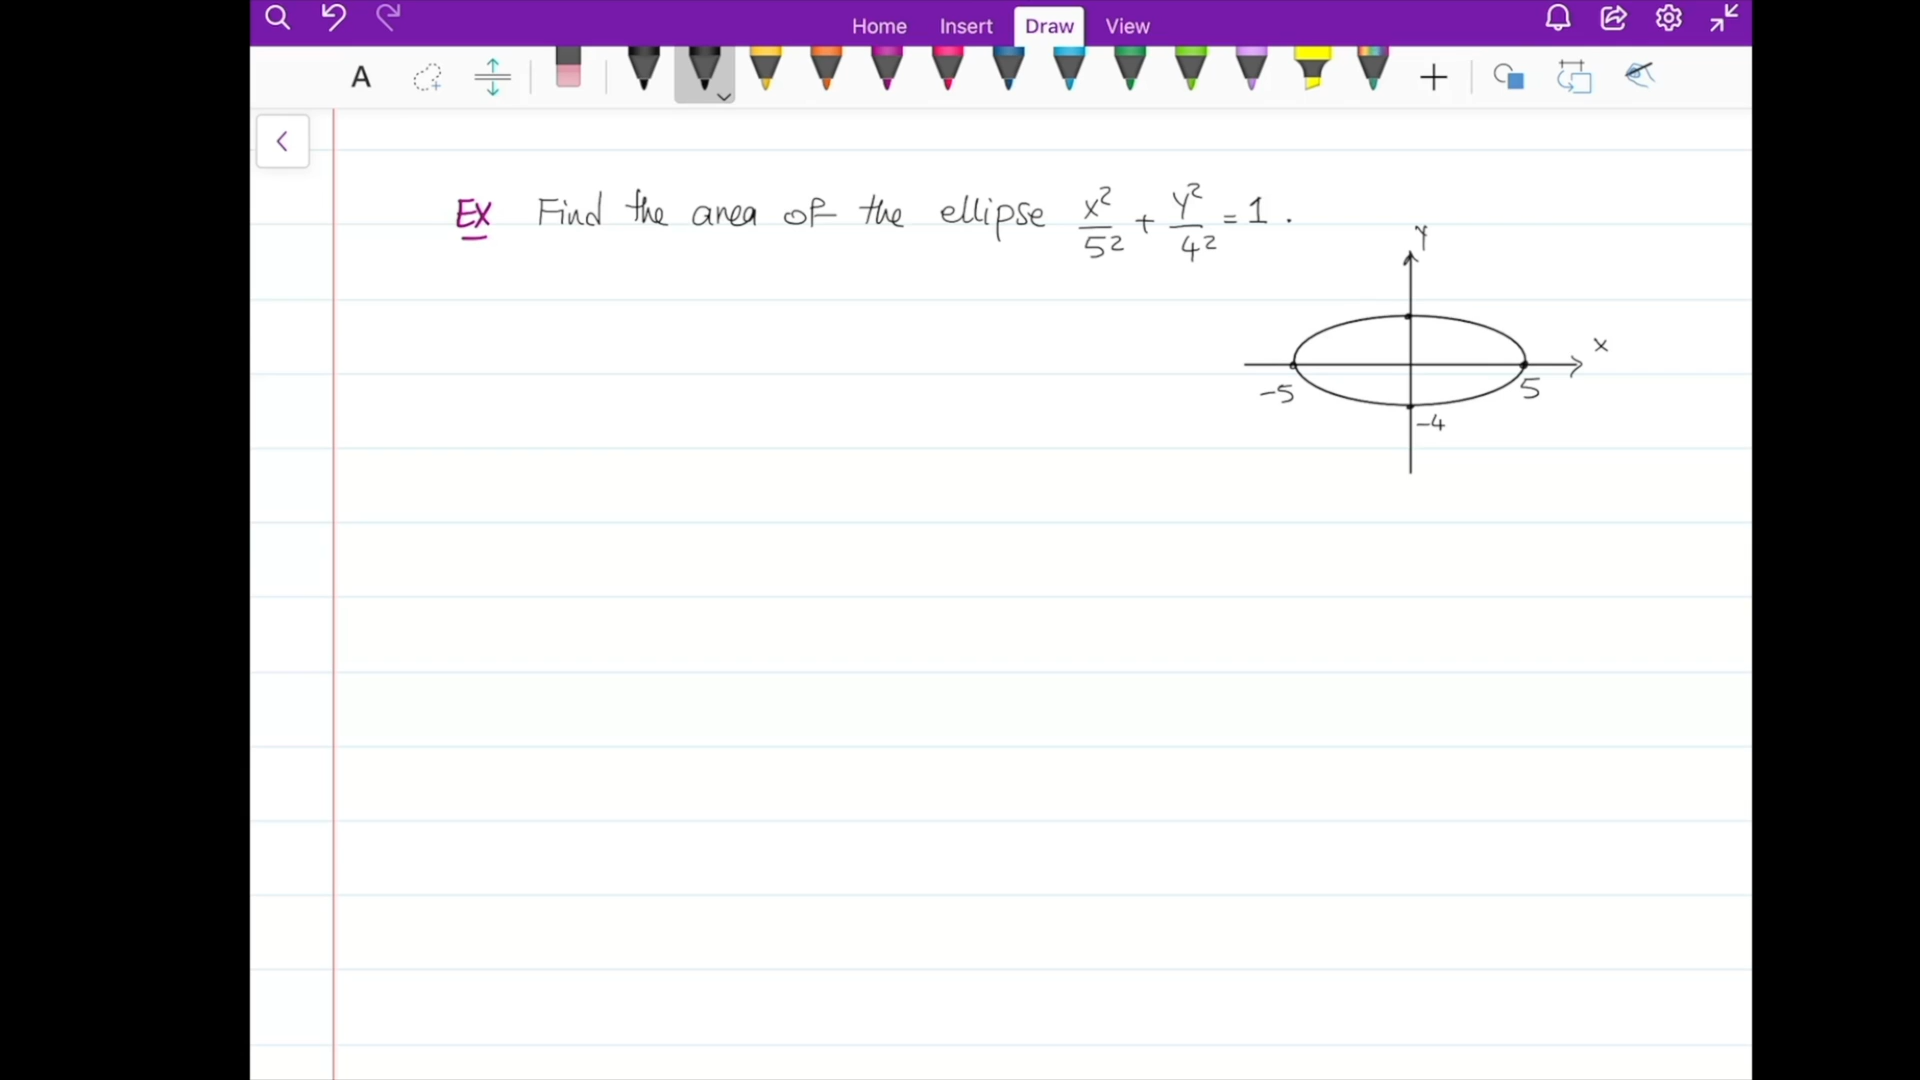 Home Insert Draw View
A
EX Find the area of the ellipse x²/5² + y²/4² = 1 .
y
x
-5 5
-4